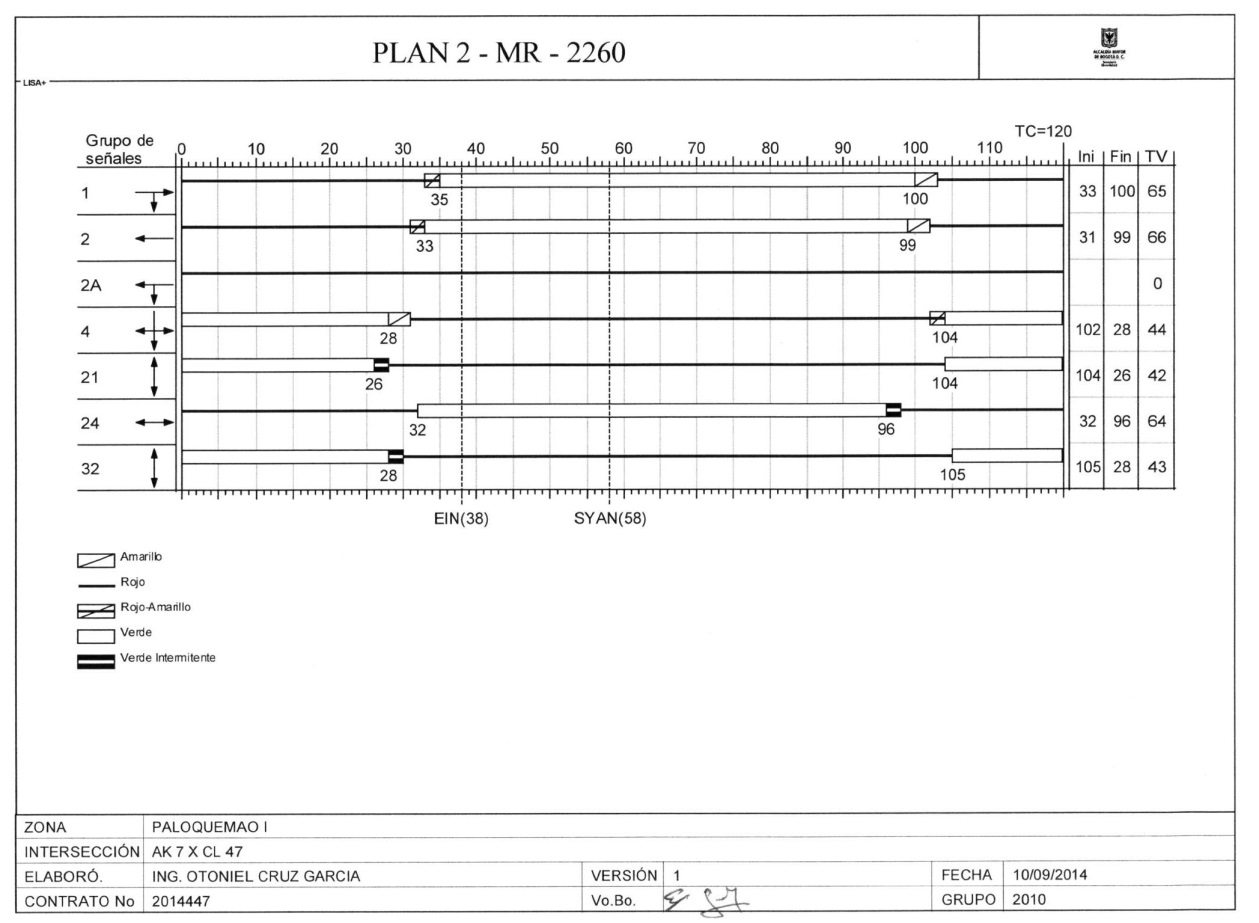 PLAN 2 - MR - 2260
ALCALDÍA MAYOR
DE BOGOTÁ D. C.
LISA+
TC=120
Grupo de señales 0 10 20 30 40 50 60 70 80 90 100 110 Ini Fin TV
1 35 100 33 100 65
2 33 99 31 99 66
2A 0
4 28 104 102 28 44
21 26 104 104 26 42
24 32 96 32 96 64
32 28 105 105 28 43
EIN(38) SYAN(58)
Amarillo
Rojo
Rojo-Amarillo
Verde
Verde Intermitente
ZONA PALOQUEMAO I
INTERSECCIÓN AK 7 X CL 47
ELABORÓ. ING. OTONIEL CRUZ GARCIA VERSIÓN 1 FECHA 10/09/2014
CONTRATO No 2014447 Vo.Bo. GRUPO 2010